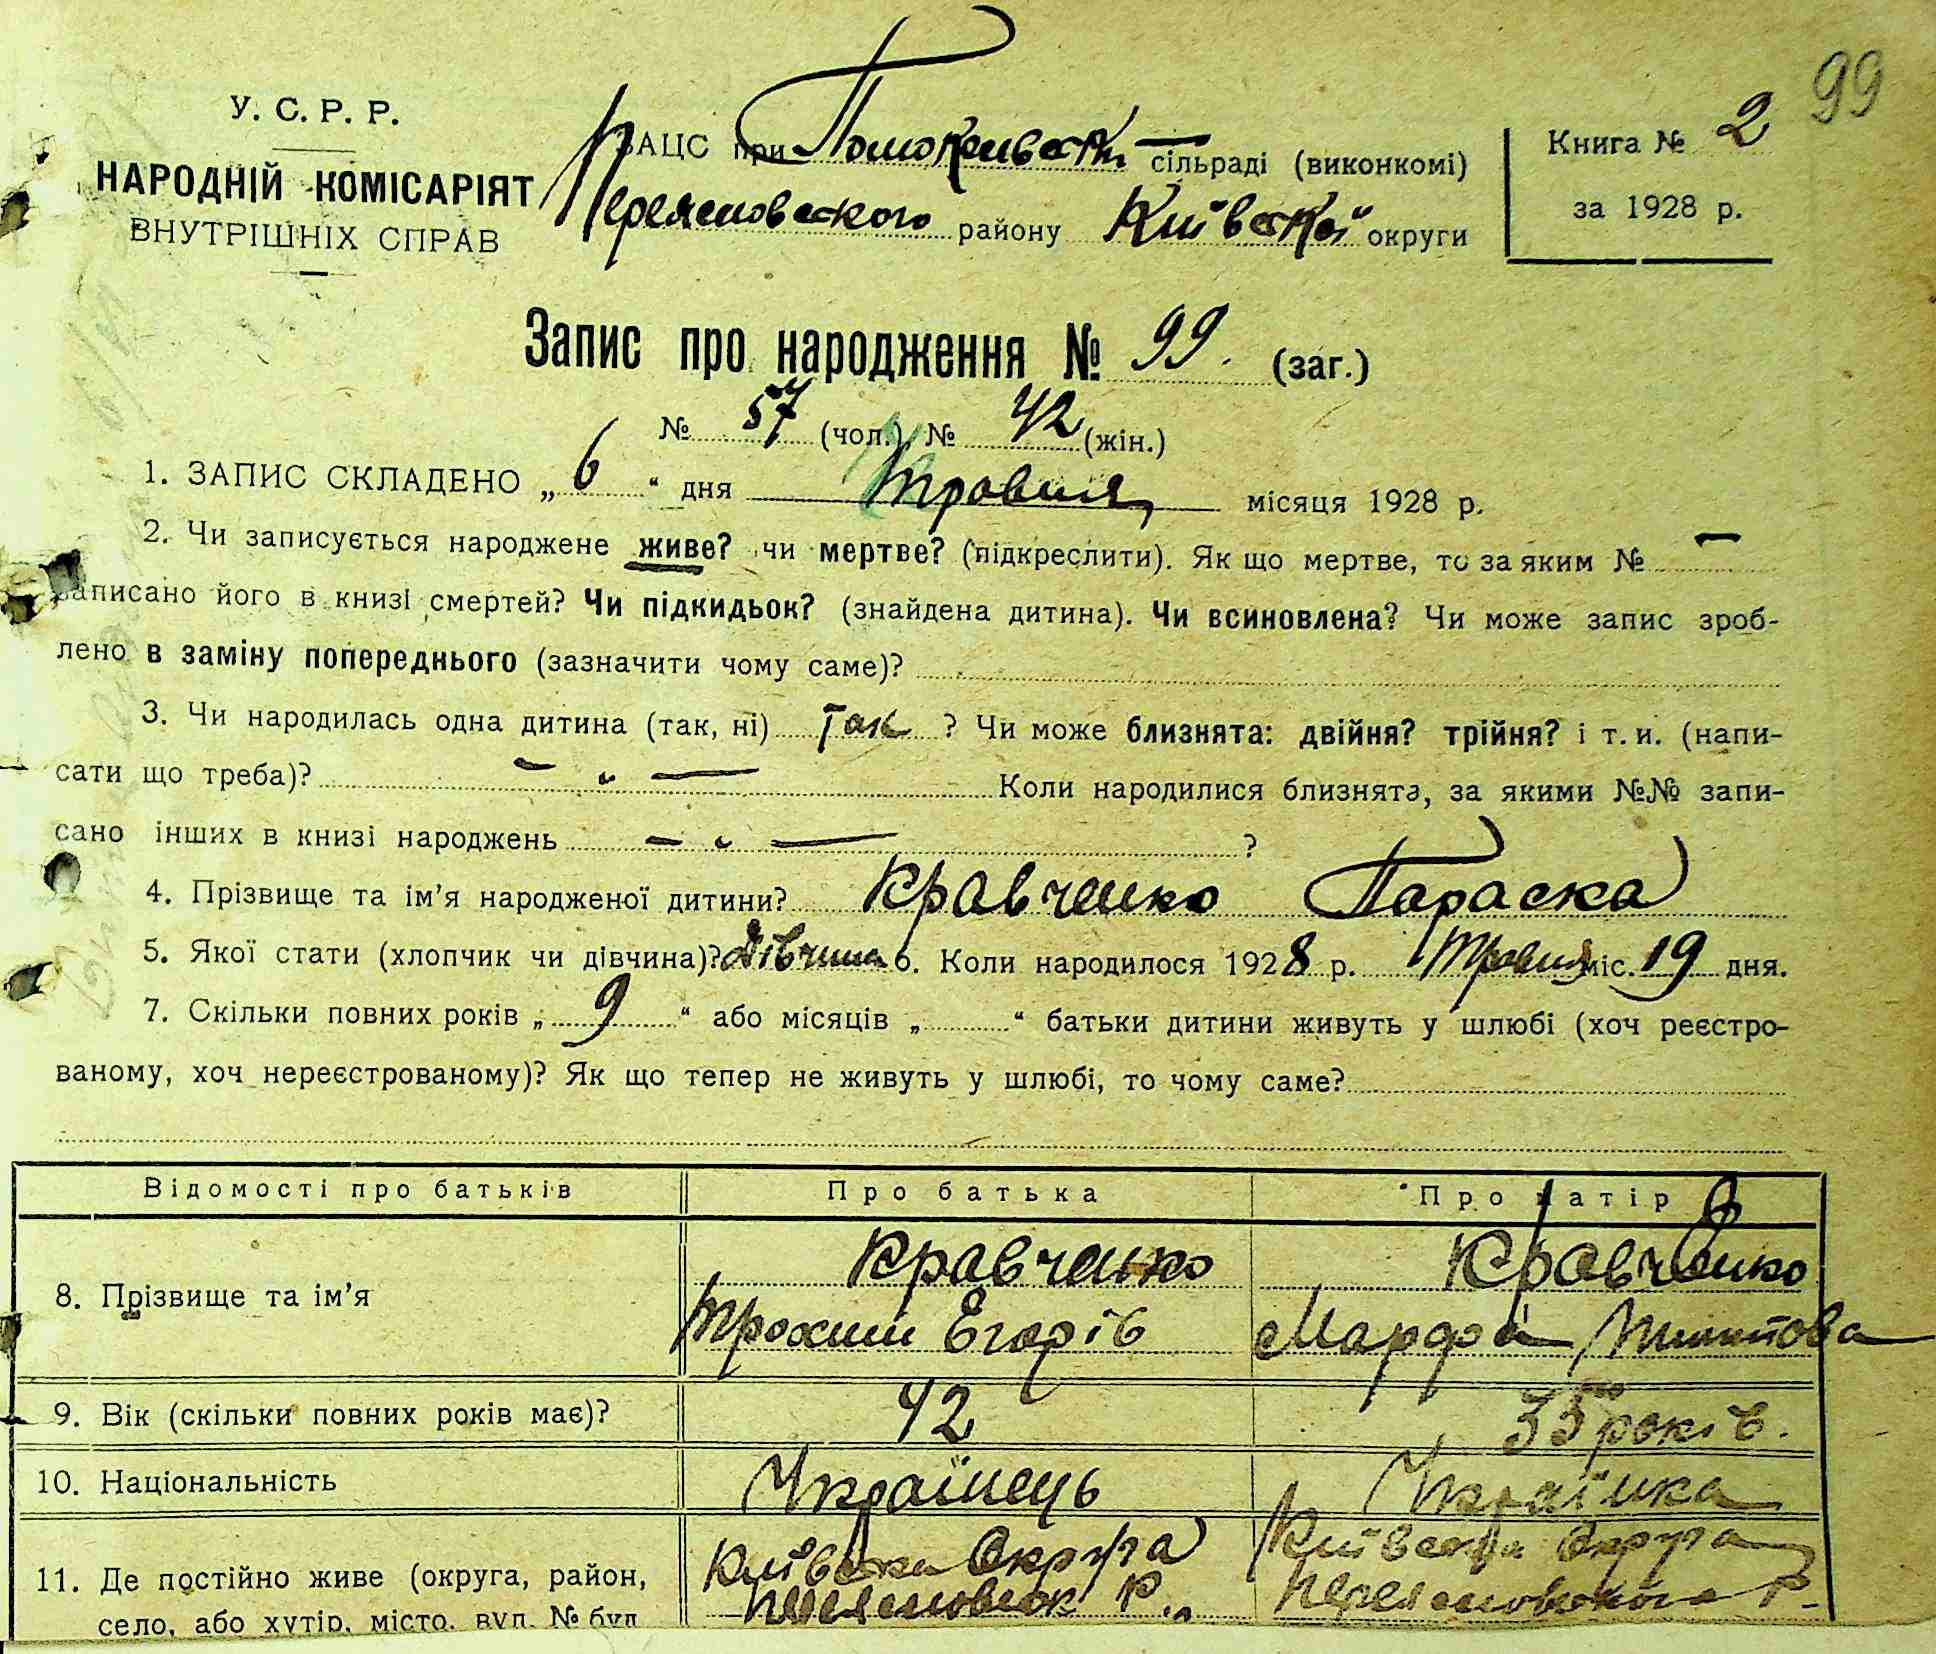 99
У. С. Р. Р.
НАРОДНІЙ КОМІСАРІЯТ
ВНУТРІШНІХ СПРАВ
ЗАЦС при Помоклівськ сільраді (виконкомі)
Переясловського району Київської округи
Книга № 2
за 1928 р.
Запис про народження № 99. (заг.)
№ 57 (чол.) № 42 (жін.)
1. ЗАПИС СКЛАДЕНО „ 6 “ дня Травня місяця 1928 р.
2. Чи записується народжене живе? чи мертве? (підкреслити). Як що мертве, то за яким № —
записано його в книзі смертей? Чи підкидьок? (знайдена дитина). Чи всиновлена? Чи може запис зроб-
лено в заміну попереднього (зазначити чому саме)?
3. Чи народилась одна дитина (так, ні) Так ? Чи може близнята: двійня? трійня? і т. и. (напи-
сати що треба)? — „ — Коли народилися близнята, за якими №№ запи-
сано інших в книзі народжень — „ — ?
4. Прізвище та ім’я народженої дитини? Кравченко Параска
5. Якої стати (хлопчик чи дівчина)? Дівчина 6. Коли народилося 1928 р. Травня міс. 19 дня.
7. Скільки повних років „ 9 “ або місяців „ “ батьки дитини живуть у шлюбі (хоч реєстро-
ваному, хоч нереєстрованому)? Як що тепер не живуть у шлюбі, то чому саме?
Відомості про батьків Про батька Про матір
8. Прізвище та ім’я Кравченко Кравченко
Трохим Єгорів Марфа
9. Вік (скільки повних років має)? 42 35 років.
10. Національність Українець Українка
11. Де постійно живе (округа, район, Київська Округа Київська Округа
село, або хутір, місто, вул. № буд Переясловськ Р. Переясловського Р.